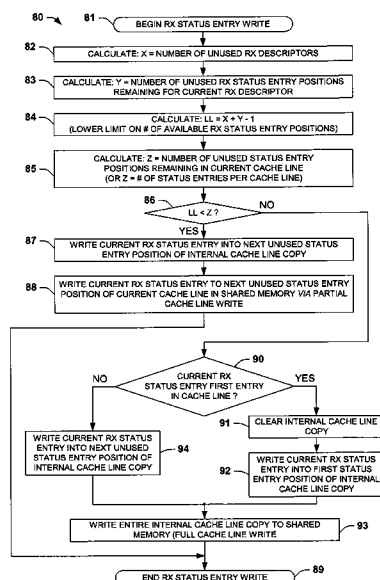 80
81
BEGIN RX STATUS ENTRY WRITE
82
CALCULATE: X = NUMBER OF UNUSED RX DESCRIPTORS
83
CALCULATE: Y = NUMBER OF UNUSED RX STATUS ENTRY POSITIONS
REMAINING FOR CURRENT RX DESCRIPTOR
84
CALCULATE: LL = X + Y - 1
(LOWER LIMIT ON # OF AVAILABLE RX STATUS ENTRY POSITIONS)
85
CALCULATE: Z = NUMBER OF UNUSED STATUS ENTRY
POSITIONS REMAINING IN CURRENT CACHE LINE
(OR Z = # OF STATUS ENTRIES PER CACHE LINE)
86
LL < Z ?
NO
YES
87
WRITE CURRENT RX STATUS ENTRY INTO NEXT UNUSED STATUS
ENTRY POSITION OF INTERNAL CACHE LINE COPY
88
WRITE CURRENT RX STATUS ENTRY TO NEXT UNUSED STATUS ENTRY
POSITION OF CURRENT CACHE LINE IN SHARED MEMORY VIA PARTIAL
CACHE LINE WRITE
90
NO
CURRENT RX
STATUS ENTRY FIRST ENTRY
IN CACHE LINE ?
YES
91
CLEAR INTERNAL CACHE LINE
COPY
94
WRITE CURRENT RX STATUS
ENTRY INTO NEXT UNUSED
STATUS ENTRY POSITION OF
INTERNAL CACHE LINE COPY
92
WRITE CURRENT RX STATUS
ENTRY INTO FIRST STATUS
ENTRY POSITION OF INTERNAL
CACHE LINE COPY
93
WRITE ENTIRE INTERNAL CACHE LINE COPY TO SHARED
MEMORY (FULL CACHE LINE WRITE
89
END RX STATUS ENTRY WRITE